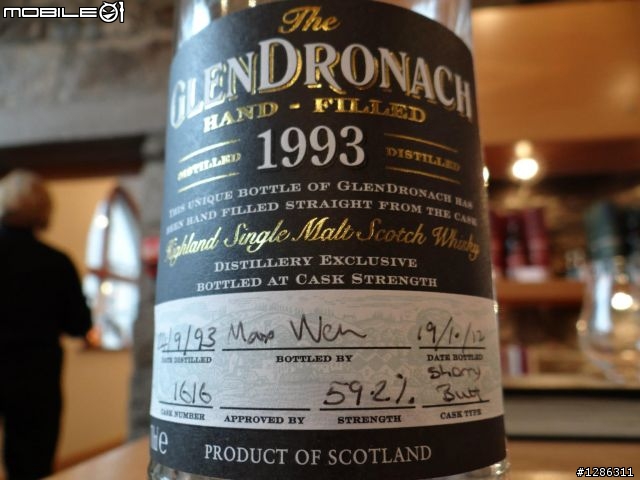 MOBILE01
The
GLENDRONACH
HAND - FILLED
DISTILLED 1993 DISTILLED
THIS UNIQUE BOTTLE OF GLENDRONACH HAS
BEEN HAND FILLED STRAIGHT FROM THE CASK
Highland Single Malt Scotch Whisky
DISTILLERY EXCLUSIVE
BOTTLED AT CASK STRENGTH
/9/93 19/10/12
DATE DISTILLED BOTTLED BY DATE BOTTLED
1616 59.2% Sherry Butt
CASK NUMBER APPROVED BY STRENGTH CASK TYPE
PRODUCT OF SCOTLAND
#1286311